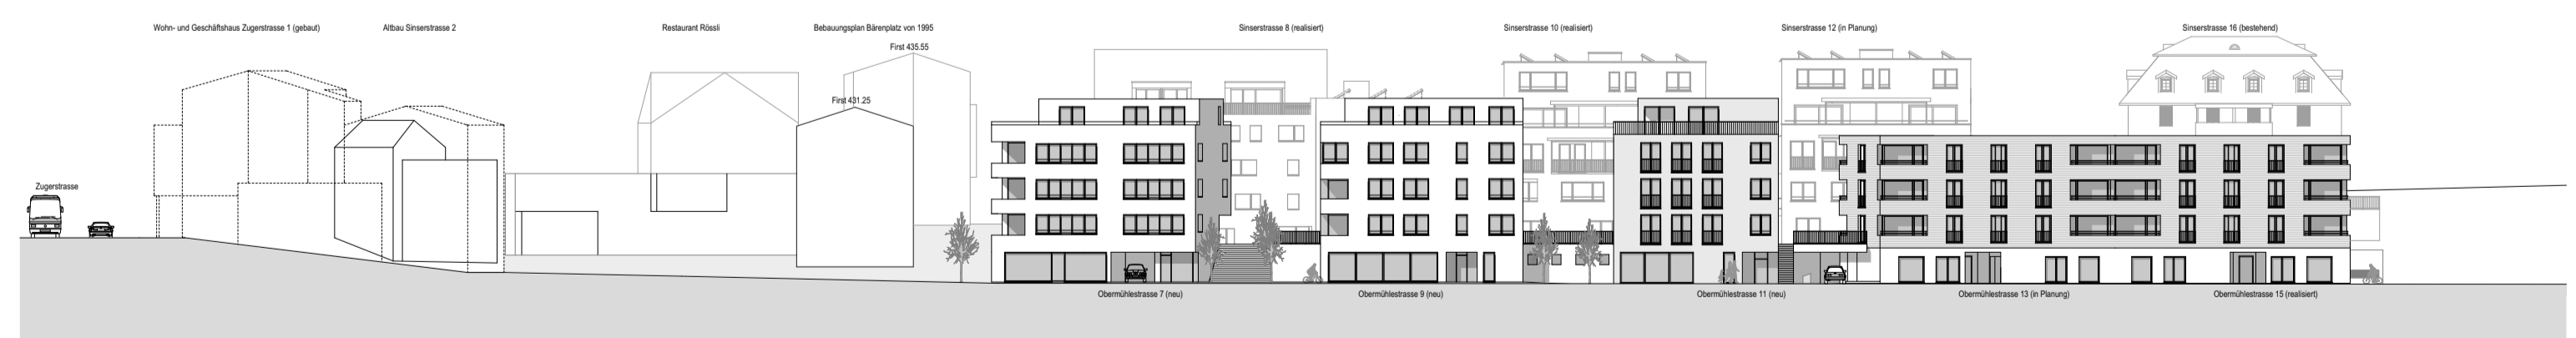 Wohn- und Geschäftshaus Zugerstrasse 1 (gebaut)
Altbau Sinserstrasse 2
Restaurant Rössli
Bebauungsplan Bärenplatz von 1995
Sinserstrasse 8 (realisiert)
Sinserstrasse 10 (realisiert)
Sinserstrasse 12 (in Planung)
Sinserstrasse 16 (bestehend)
First 435.55
First 431.25
Zugerstrasse
Obermühlestrasse 7 (neu)
Obermühlestrasse 9 (neu)
Obermühlestrasse 11 (neu)
Obermühlestrasse 13 (in Planung)
Obermühlestrasse 15 (realisiert)